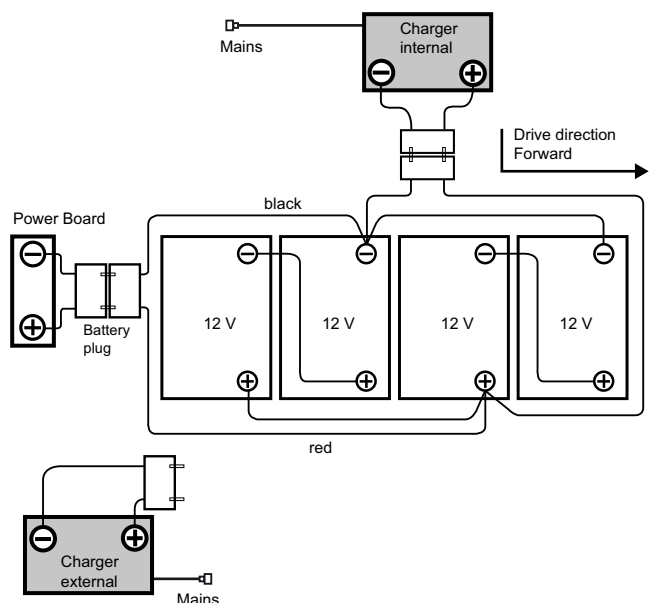 Charger
internal
Mains
Drive direction
Forward
black
Power Board
12 V
12 V
12 V
12 V
Battery
plug
red
Charger
external
Mains